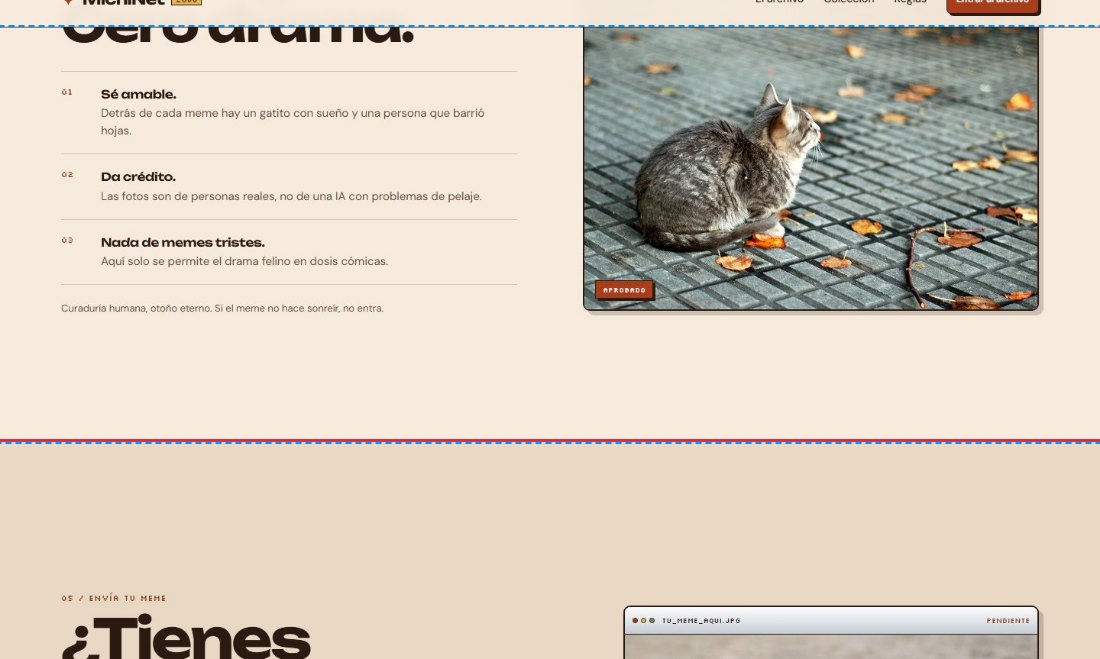 MichiNet 2000 El archivo Colección Reglas Entrar al archivo
Cero drama.
01 Sé amable.
Detrás de cada meme hay un gatito con sueño y una persona que barrió
hojas.
02 Da crédito.
Las fotos son de personas reales, no de una IA con problemas de pelaje.
03 Nada de memes tristes.
Aquí solo se permite el drama felino en dosis cómicas.
Curaduría humana, otoño eterno. Si el meme no hace sonreír, no entra.
APROBADO
05 / ENVÍA TU MEME
¿Tienes
TU_MEME_AQUI.JPG PENDIENTE